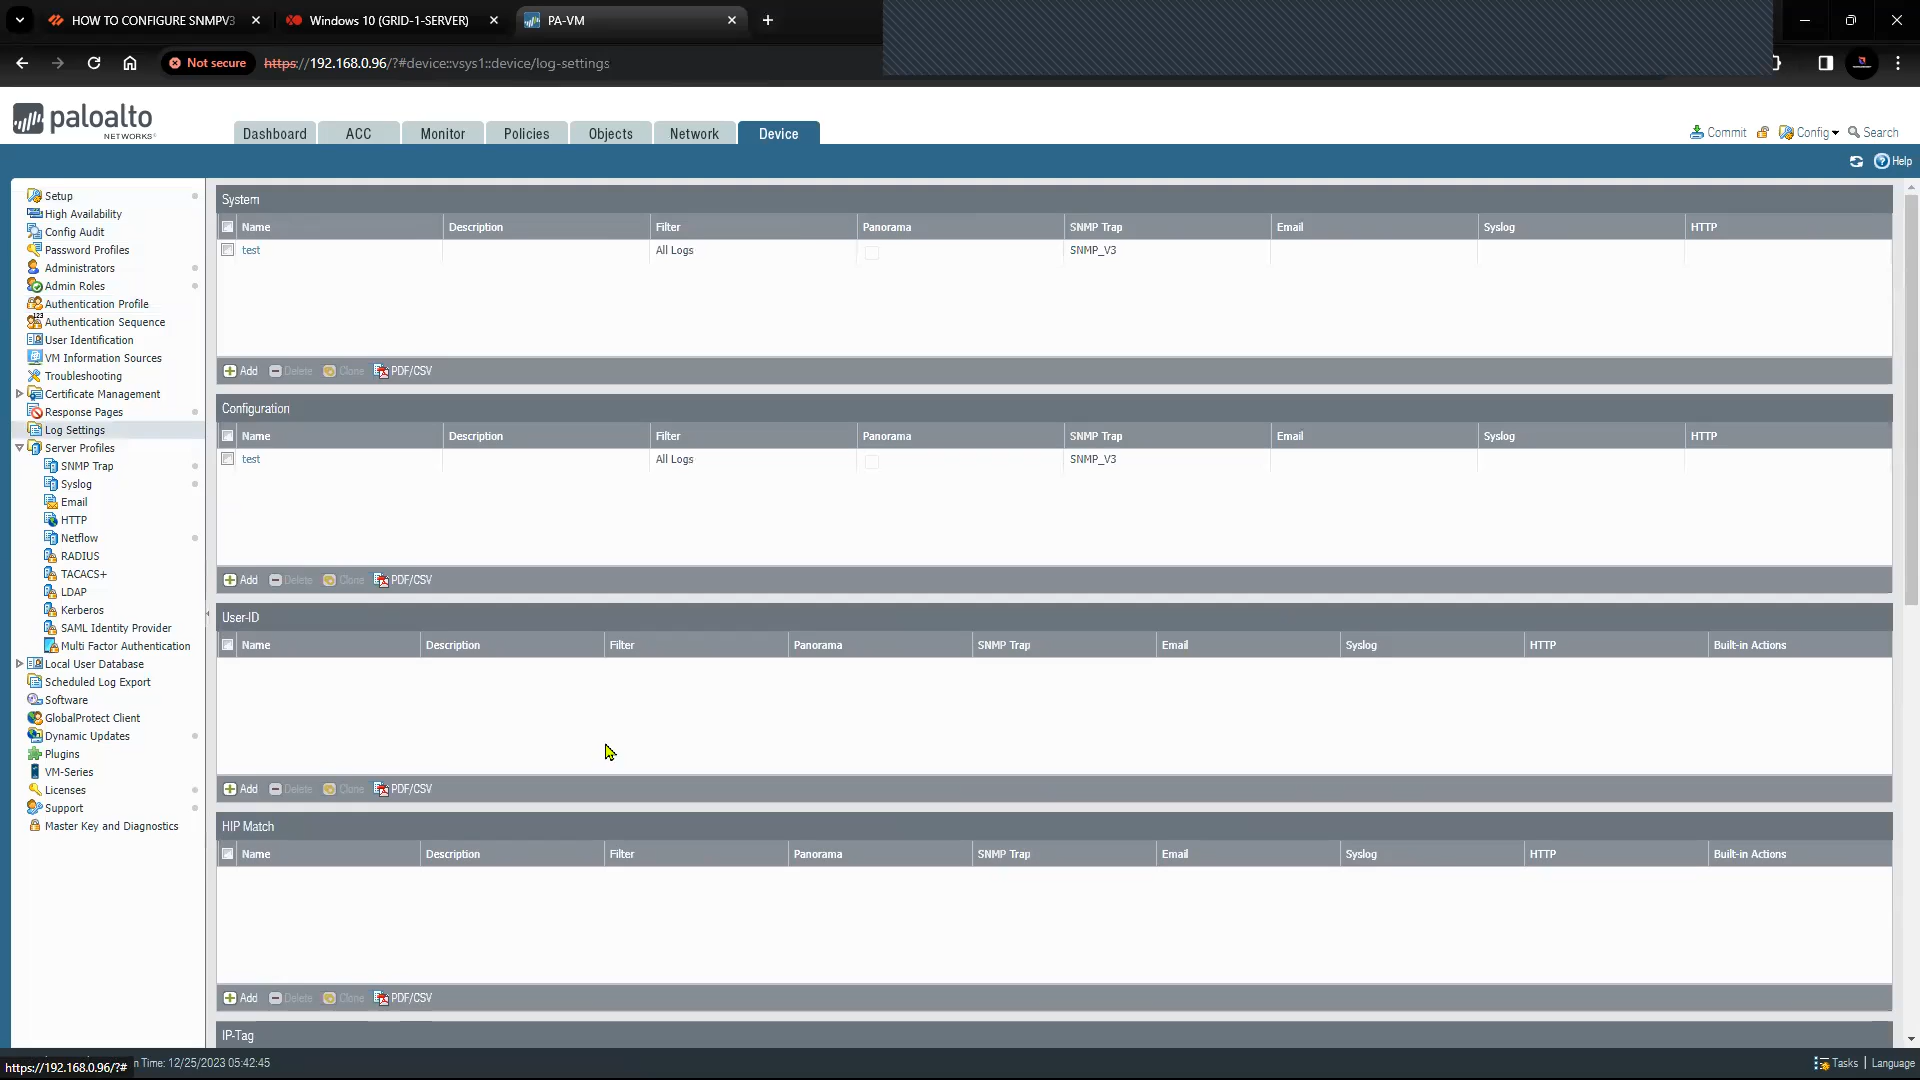 HOW TO CONFIGURE SNMPV3
Windows 10 (GRID-1-SERVER)
PA-VM
Not secure
https://192.168.0.96/?#device::vsys1::device/log-settings
paloalto
NETWORKS
Dashboard
ACC
Monitor
Policies
Objects
Network
Device
Commit
Config
Search
Help
Setup
High Availability
Config Audit
Password Profiles
Administrators
Admin Roles
Authentication Profile
Authentication Sequence
User Identification
VM Information Sources
Troubleshooting
Certificate Management
Response Pages
Log Settings
Server Profiles
SNMP Trap
Syslog
Email
HTTP
Netflow
RADIUS
TACACS+
LDAP
Kerberos
SAML Identity Provider
Multi Factor Authentication
Local User Database
Scheduled Log Export
Software
GlobalProtect Client
Dynamic Updates
Plugins
VM-Series
Licenses
Support
Master Key and Diagnostics
System
Name Description Filter Panorama SNMP Trap Email Syslog HTTP
test All Logs SNMP_V3
Add Delete Clone PDF/CSV
Configuration
Name Description Filter Panorama SNMP Trap Email Syslog HTTP
test All Logs SNMP_V3
Add Delete Clone PDF/CSV
User-ID
Name Description Filter Panorama SNMP Trap Email Syslog HTTP Built-in Actions
Add Delete Clone PDF/CSV
HIP Match
Name Description Filter Panorama SNMP Trap Email Syslog HTTP Built-in Actions
Add Delete Clone PDF/CSV
IP-Tag
https://192.168.0.96/?#
n Time: 12/25/2023 05:42:45
Tasks | Language